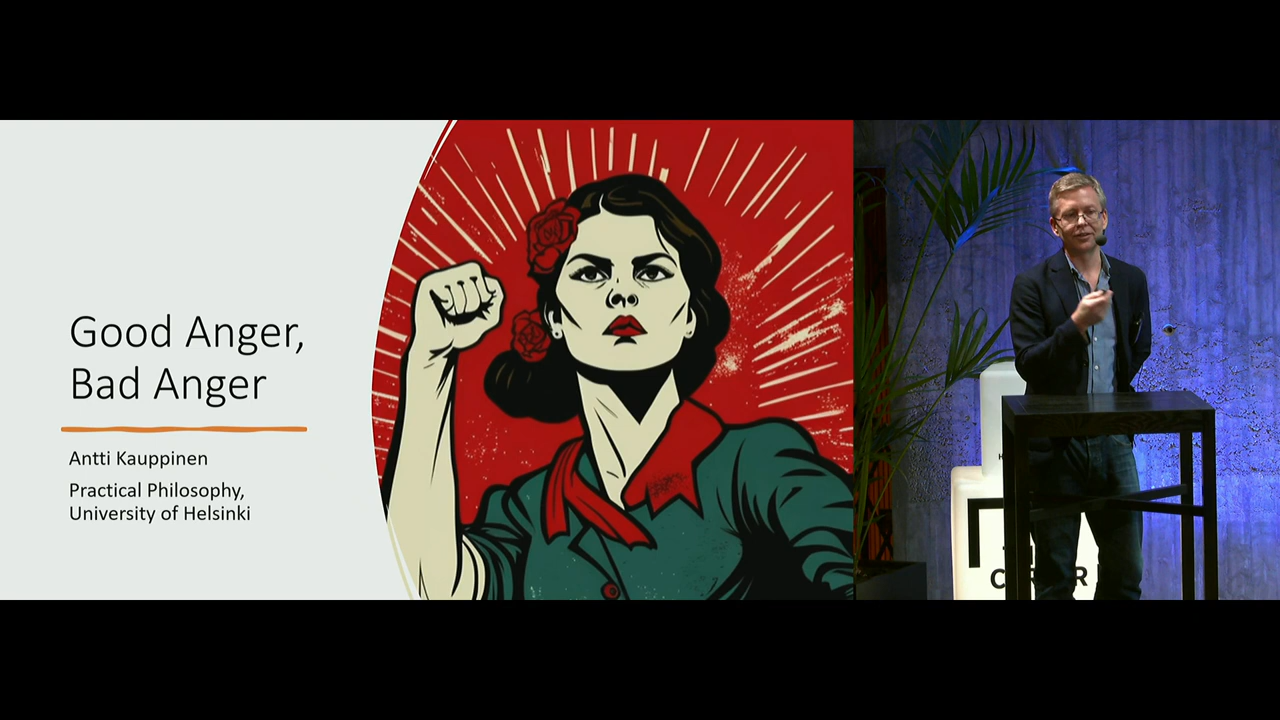 Good Anger,
Bad Anger
Antti Kauppinen
Practical Philosophy,
University of Helsinki